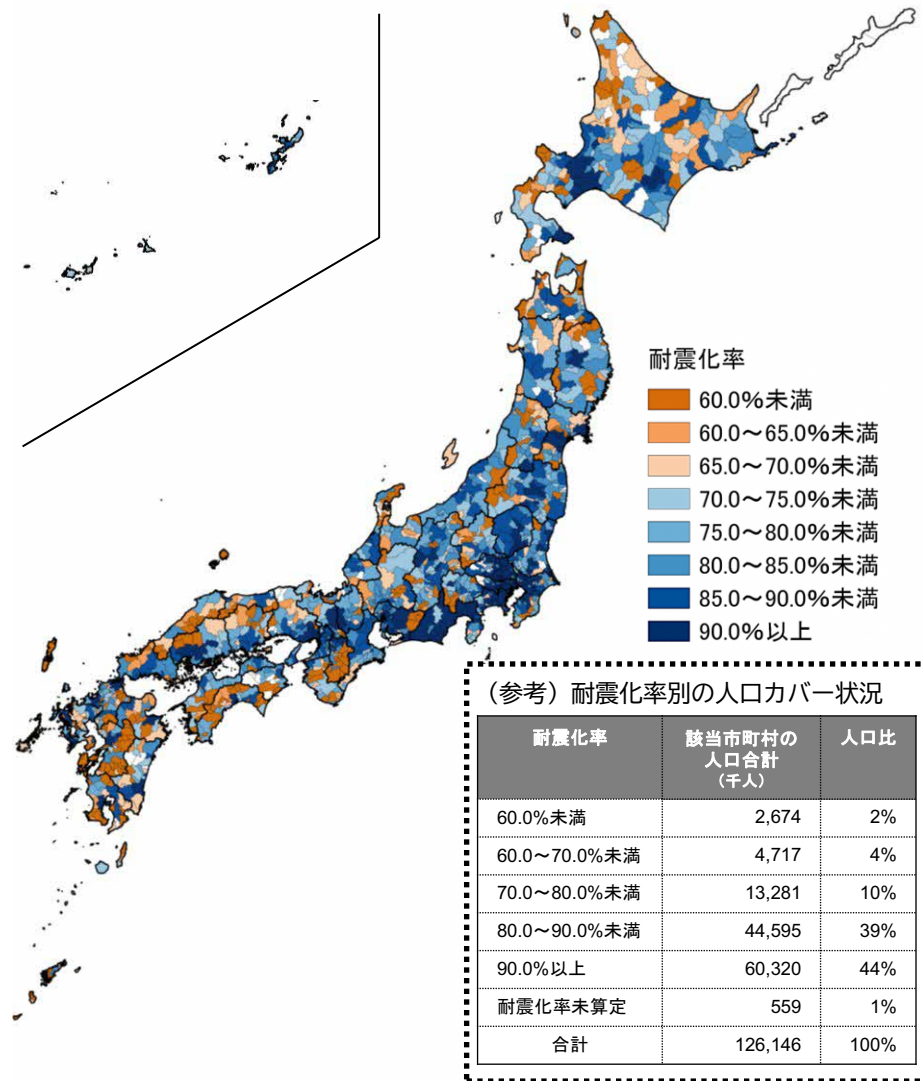 耐震化率
60.0%未満
60.0～65.0%未満
65.0～70.0%未満
70.0～75.0%未満
75.0～80.0%未満
80.0～85.0%未満
85.0～90.0%未満
90.0%以上
（参考）耐震化率別の人口カバー状況
耐震化率 該当市町村の 人口比
人口合計
（千人）
60.0%未満 2,674 2%
60.0～70.0%未満 4,717 4%
70.0～80.0%未満 13,281 10%
80.0～90.0%未満 44,595 39%
90.0%以上 60,320 44%
耐震化率未算定 559 1%
合計 126,146 100%